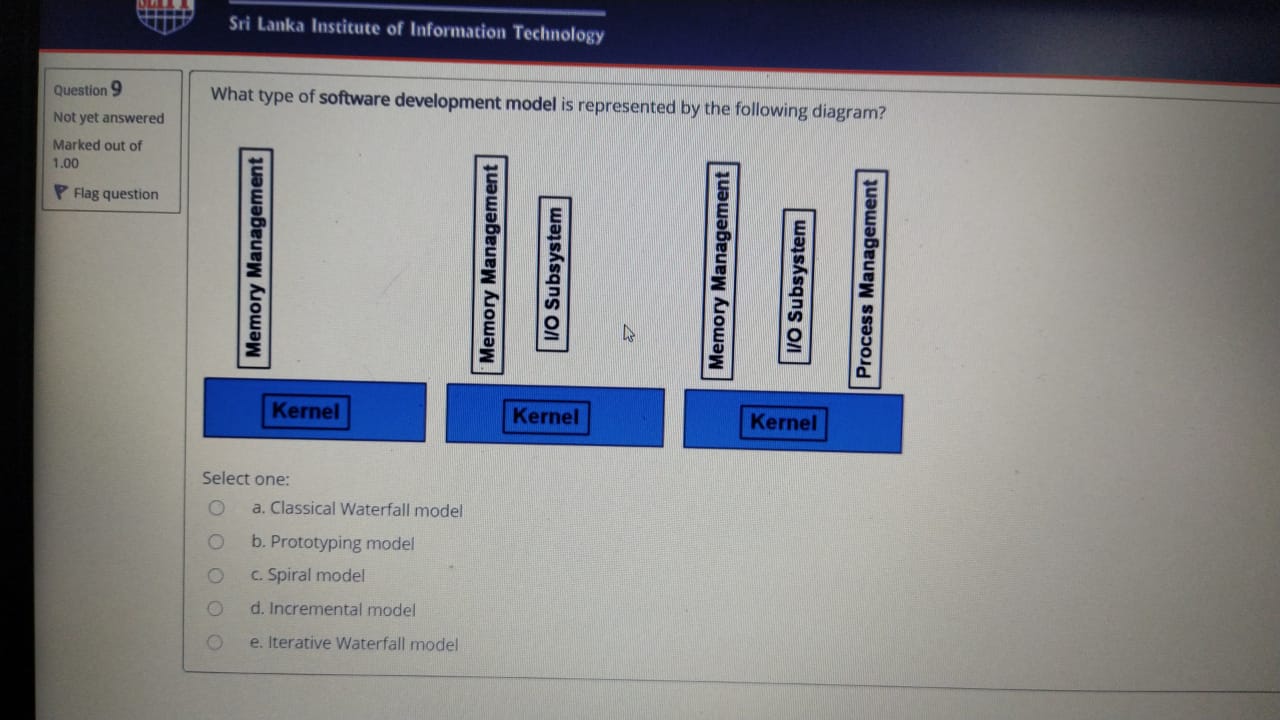 SLIIT
Sri Lanka Institute of Information Technology
Question 9
Not yet answered
Marked out of
1.00
Flag question
What type of software development model is represented by the following diagram?
Memory Management
Kernel
Memory Management
I/O Subsystem
Kernel
Memory Management
I/O Subsystem
Process Management
Kernel
Select one:
a. Classical Waterfall model
b. Prototyping model
c. Spiral model
d. Incremental model
e. Iterative Waterfall model